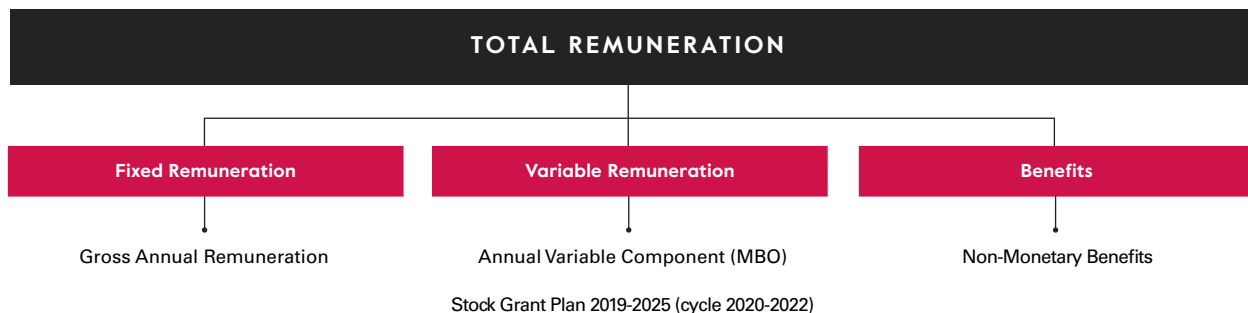 TOTAL REMUNERATION
Fixed Remuneration
Variable Remuneration
Benefits
Gross Annual Remuneration
Annual Variable Component (MBO)
Non-Monetary Benefits
Stock Grant Plan 2019-2025 (cycle 2020-2022)